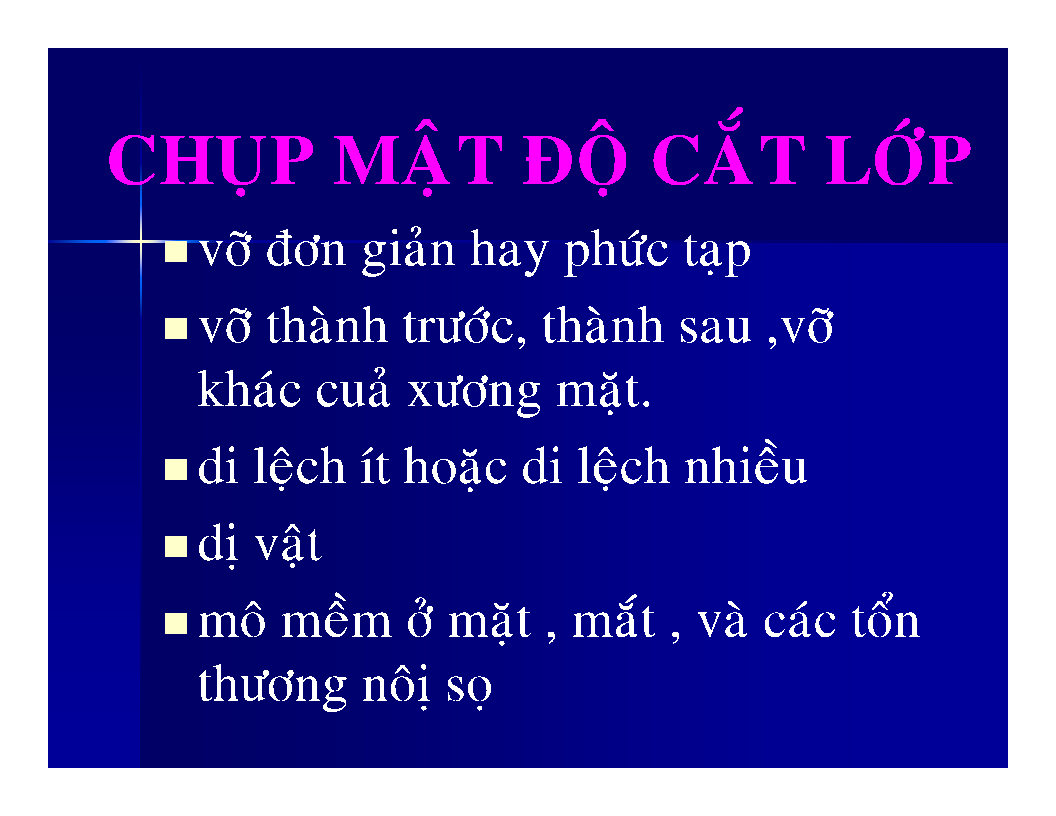 CHỤP MẬT ĐỘ CẮT LỚP
vỡ đơn giản hay phức tạp
vỡ thành trước, thành sau ,vỡ
khác cuả xương mặt.
di lệch ít hoặc di lệch nhiều
dị vật
mô mềm ở mặt , mắt , và các tổn
thương nôị sọ